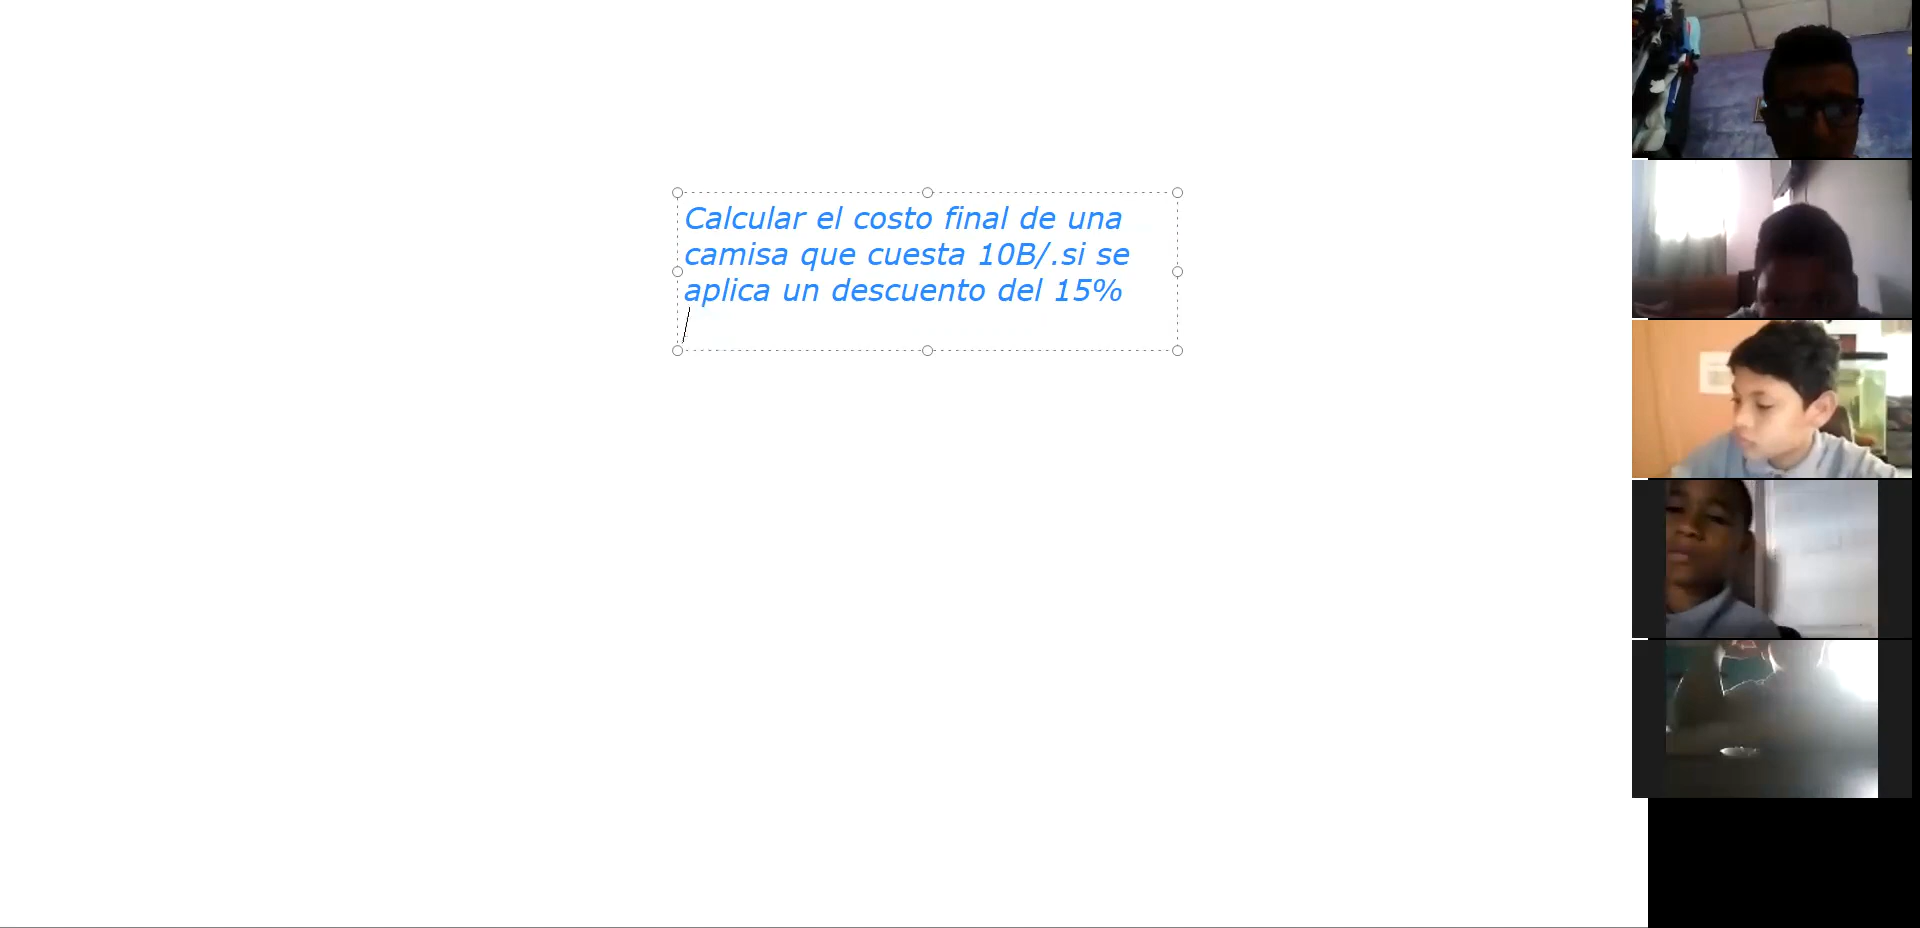 Calcular el costo final de una
camisa que cuesta 10B/.si se
aplica un descuento del 15%